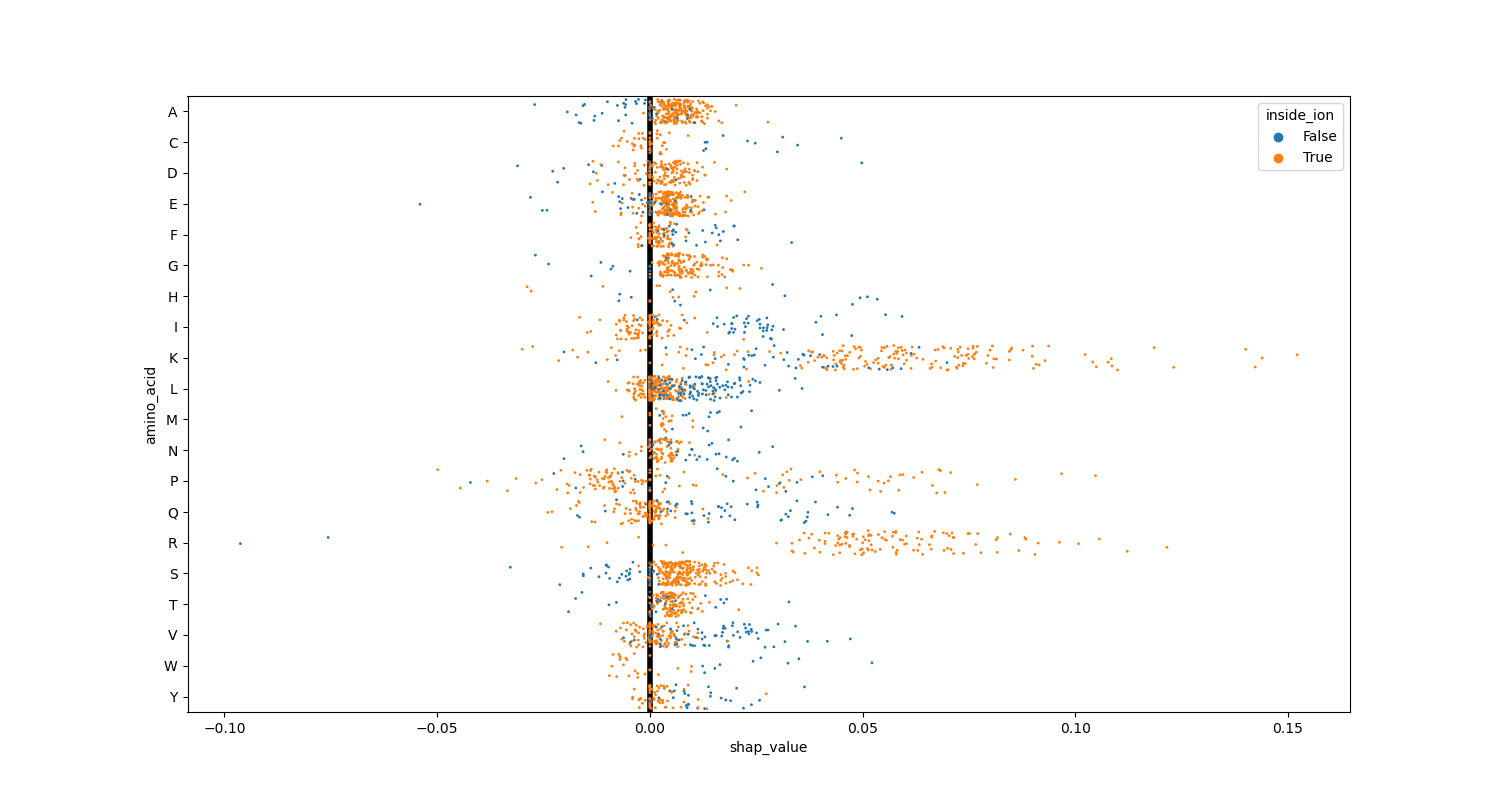 inside_ion
False
True
amino_acid
A
C
D
E
F
G
H
I
K
L
M
N
P
Q
R
S
T
V
W
Y
−0.10
−0.05
0.00
0.05
0.10
0.15
shap_value